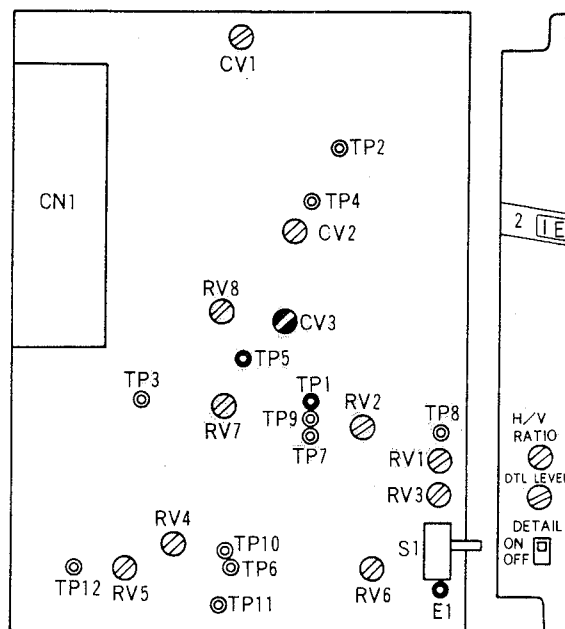 CV1
TP2
CN1
TP4
CV2
2 I E
RV8
CV3
TP5
TP3
TP1
RV7
TP9
RV2
TP8
TP7
H/V
RATIO
RV1
DTL LEVEL
RV3
RV4
DETAIL
S1
ON
OFF
TP10
TP6
TP12
RV5
RV6
TP11
E1